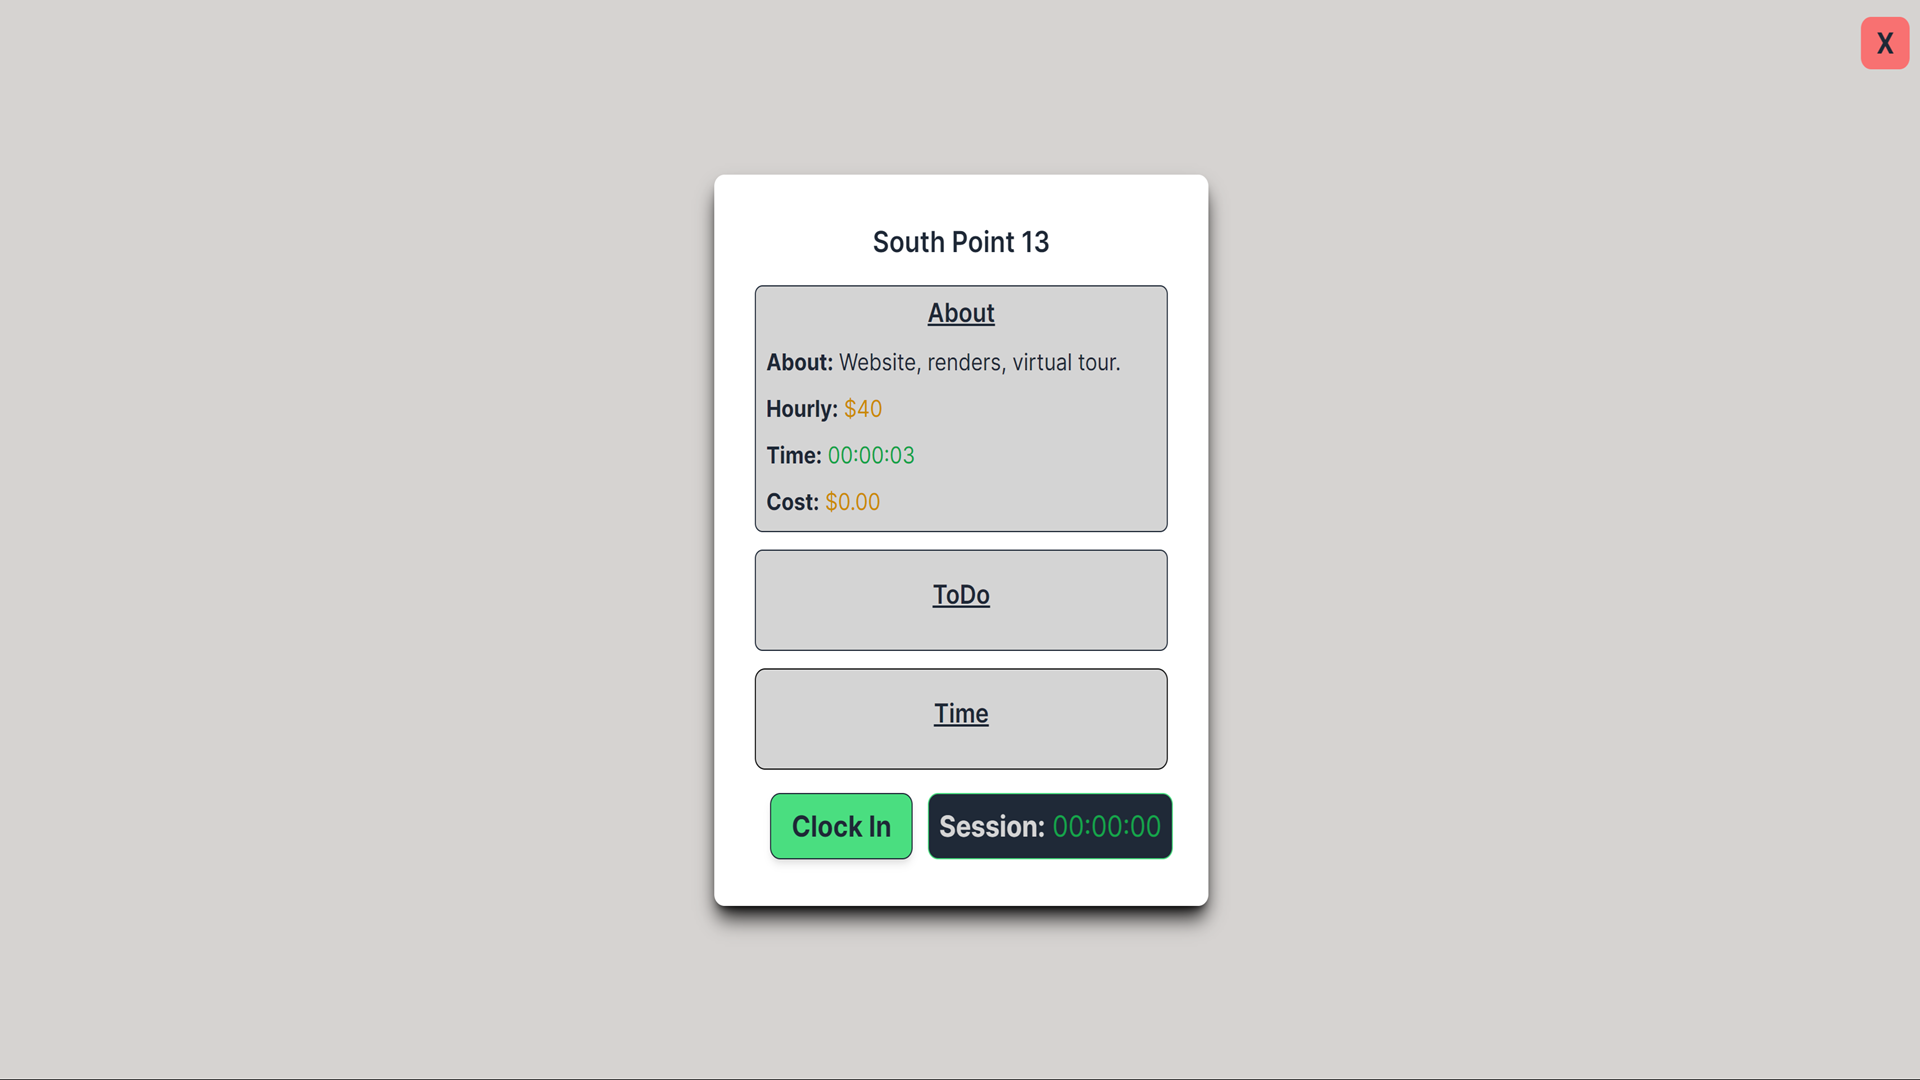 X
South Point 13
About
About: Website, renders, virtual tour.
Hourly: $40
Time: 00:00:03
Cost: $0.00
ToDo
Time
Clock In
Session: 00:00:00